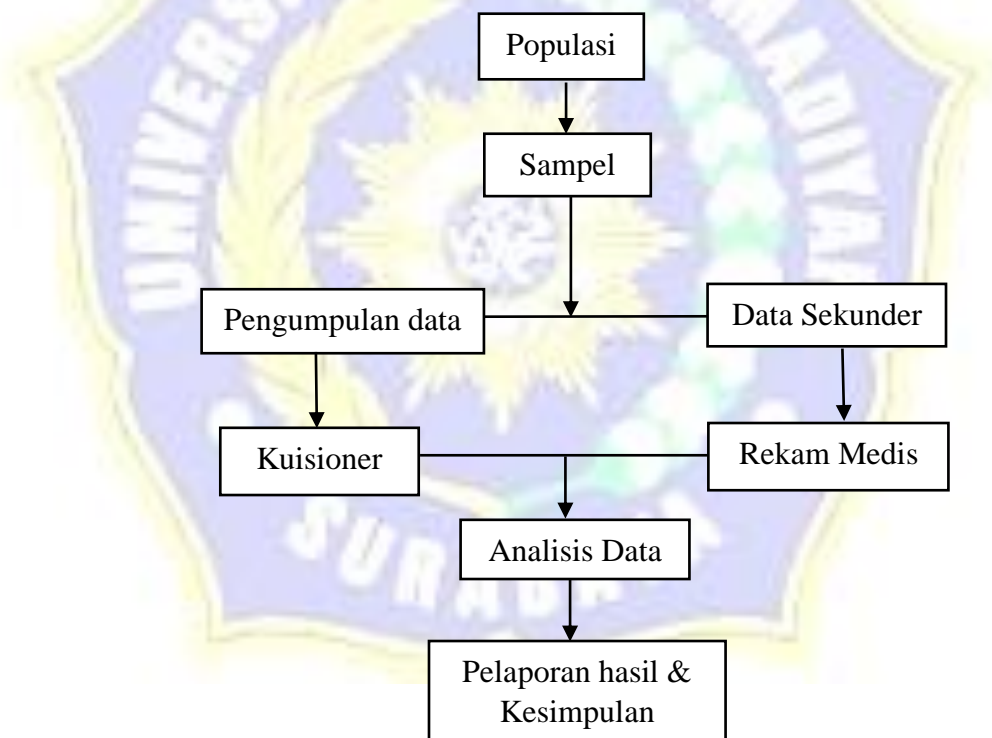 Populasi
Sampel
Pengumpulan data
Data Sekunder
Kuisioner
Rekam Medis
Analisis Data
Pelaporan hasil &
Kesimpulan